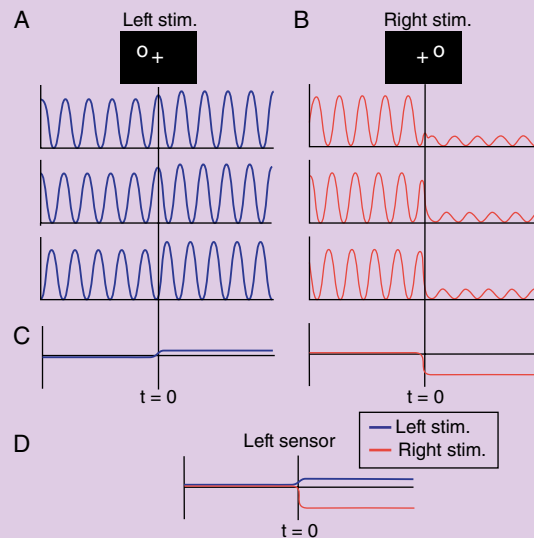 A
Left stim.
B
Right stim.
O +
+ O
C
t = 0
t = 0
Left stim.
Right stim.
D
Left sensor
t = 0